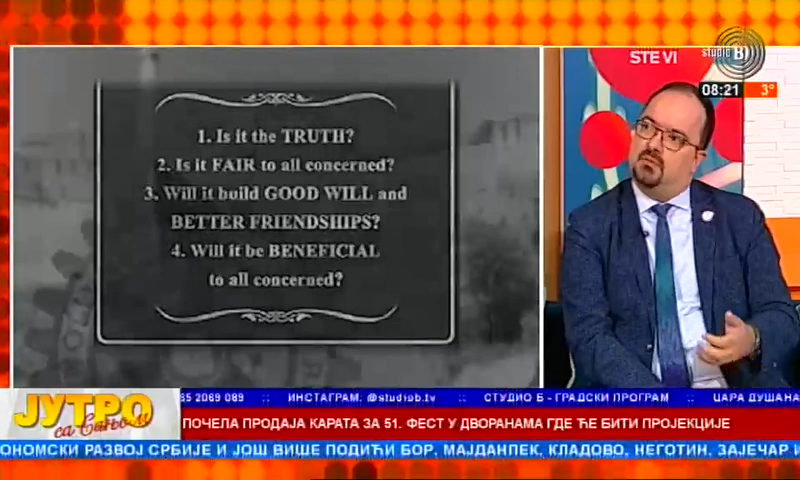 studio B
STEVI
08:21
3°
1. Is it the TRUTH?
2. Is it FAIR to all concerned?
3. Will it build GOOD WILL and
BETTER FRIENDSHIPS?
4. Will it be BENEFICIAL
to all concerned?
ЈУТРО
са Сањом
65 2069 089 :: ИНСТАГРАМ: @studiob.tv :: СТУДИО Б - ГРАДСКИ ПРОГРАМ :: ЦАРА ДУШАНА
ПОЧЕЛА ПРОДАЈА КАРАТА ЗА 51. ФЕСТ У ДВОРАНАМА ГДЕ ЋЕ БИТИ ПРОЈЕКЦИЈЕ
ОНОМСКИ РАЗВОЈ СРБИЈЕ И ЈОШ ВИШЕ ПОДИЋИ БОР, МАЈДАНПЕК, КЛАДОВО, НЕГОТИН, ЗАЈЕЧАР И